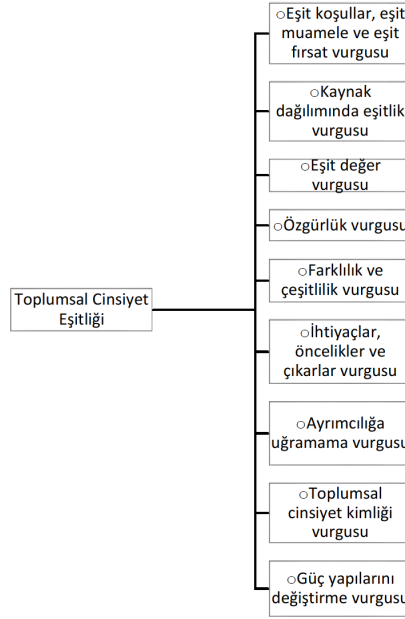 ○Eşit koşullar, eşit
muamele ve eşit
fırsat vurgusu
○Kaynak
dağılımında eşitlik
vurgusu
○Eşit değer
vurgusu
○Özgürlük vurgusu
○Farklılık ve
çeşitlilik vurgusu
Toplumsal Cinsiyet
Eşitliği
○İhtiyaçlar,
öncelikler ve
çıkarlar vurgusu
○Ayrımcılığa
uğramama vurgusu
○Toplumsal
cinsiyet kimliği
vurgusu
○Güç yapılarını
değiştirme vurgusu